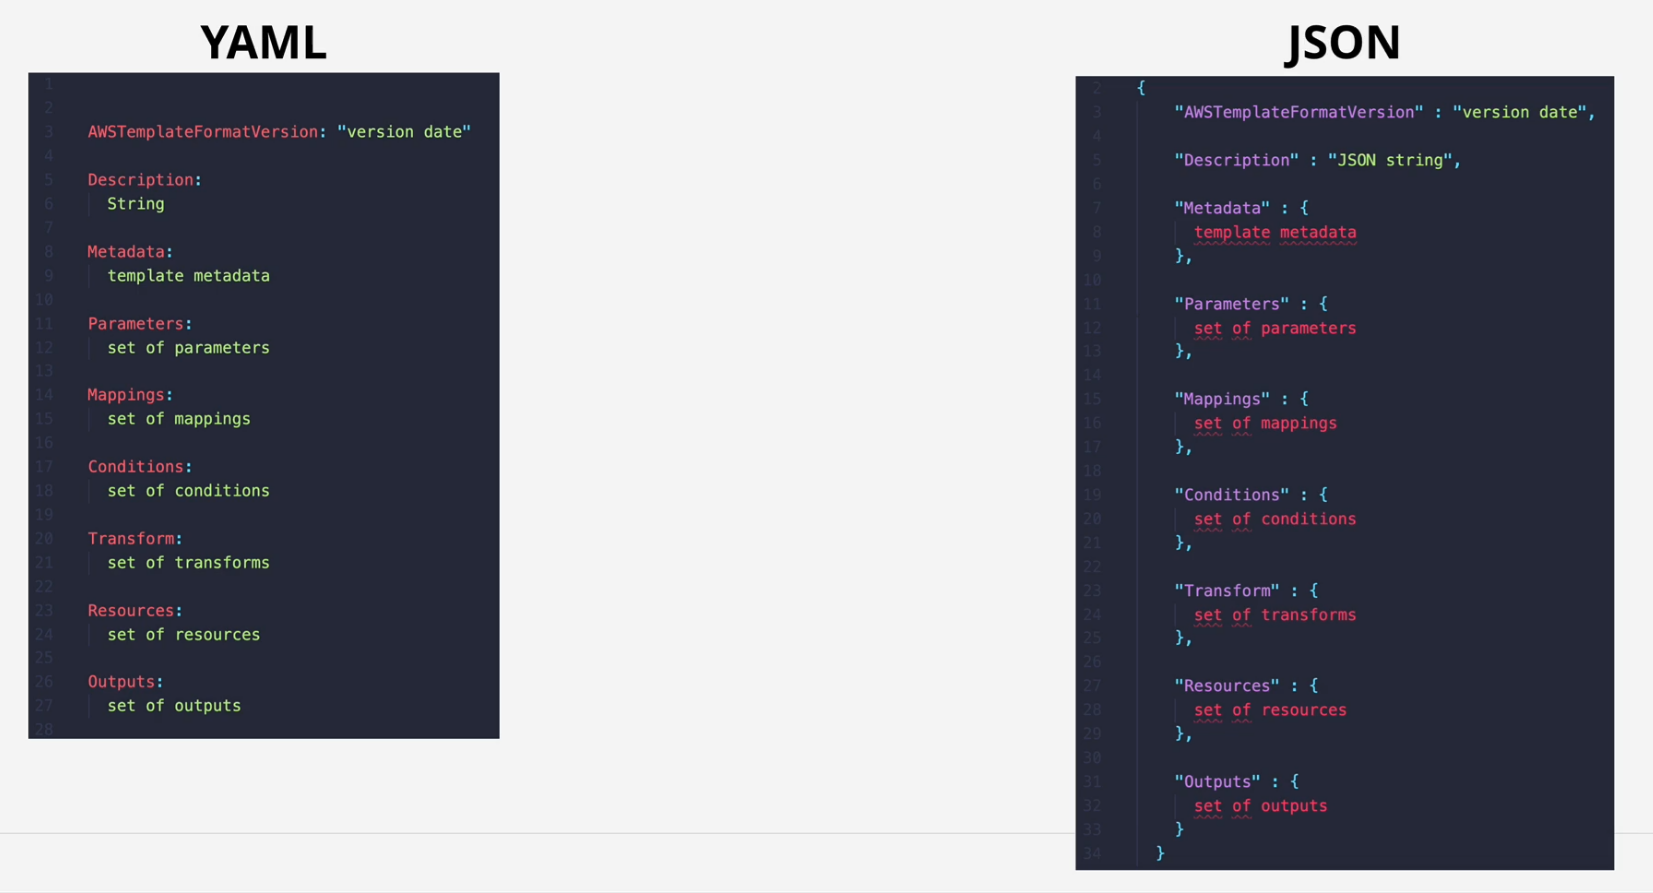 YAML
1
2
3 AWSTemplateFormatVersion: "version date"
4
5 Description:
6 String
7
8 Metadata:
9 template metadata
10
11 Parameters:
12 set of parameters
13
14 Mappings:
15 set of mappings
16
17 Conditions:
18 set of conditions
19
20 Transform:
21 set of transforms
22
23 Resources:
24 set of resources
25
26 Outputs:
27 set of outputs
28
JSON
2 {
3 "AWSTemplateFormatVersion" : "version date",
4
5 "Description" : "JSON string",
6
7 "Metadata" : {
8 template metadata
9 },
10
11 "Parameters" : {
12 set of parameters
13 },
14
15 "Mappings" : {
16 set of mappings
17 },
18
19 "Conditions" : {
20 set of conditions
21 },
22
23 "Transform" : {
24 set of transforms
25 },
26
27 "Resources" : {
28 set of resources
29 },
30
31 "Outputs" : {
32 set of outputs
33 }
34 }